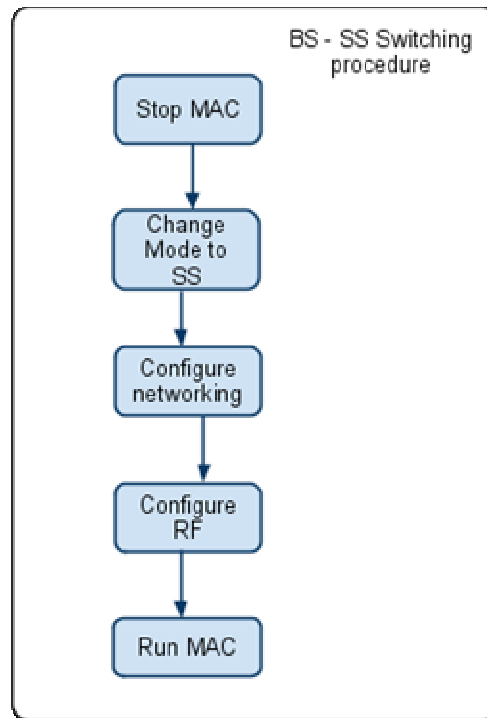 BS - SS Switching
procedure
Stop MAC
Change
Mode to
SS
Configure
networking
Configure
RF
Run MAC